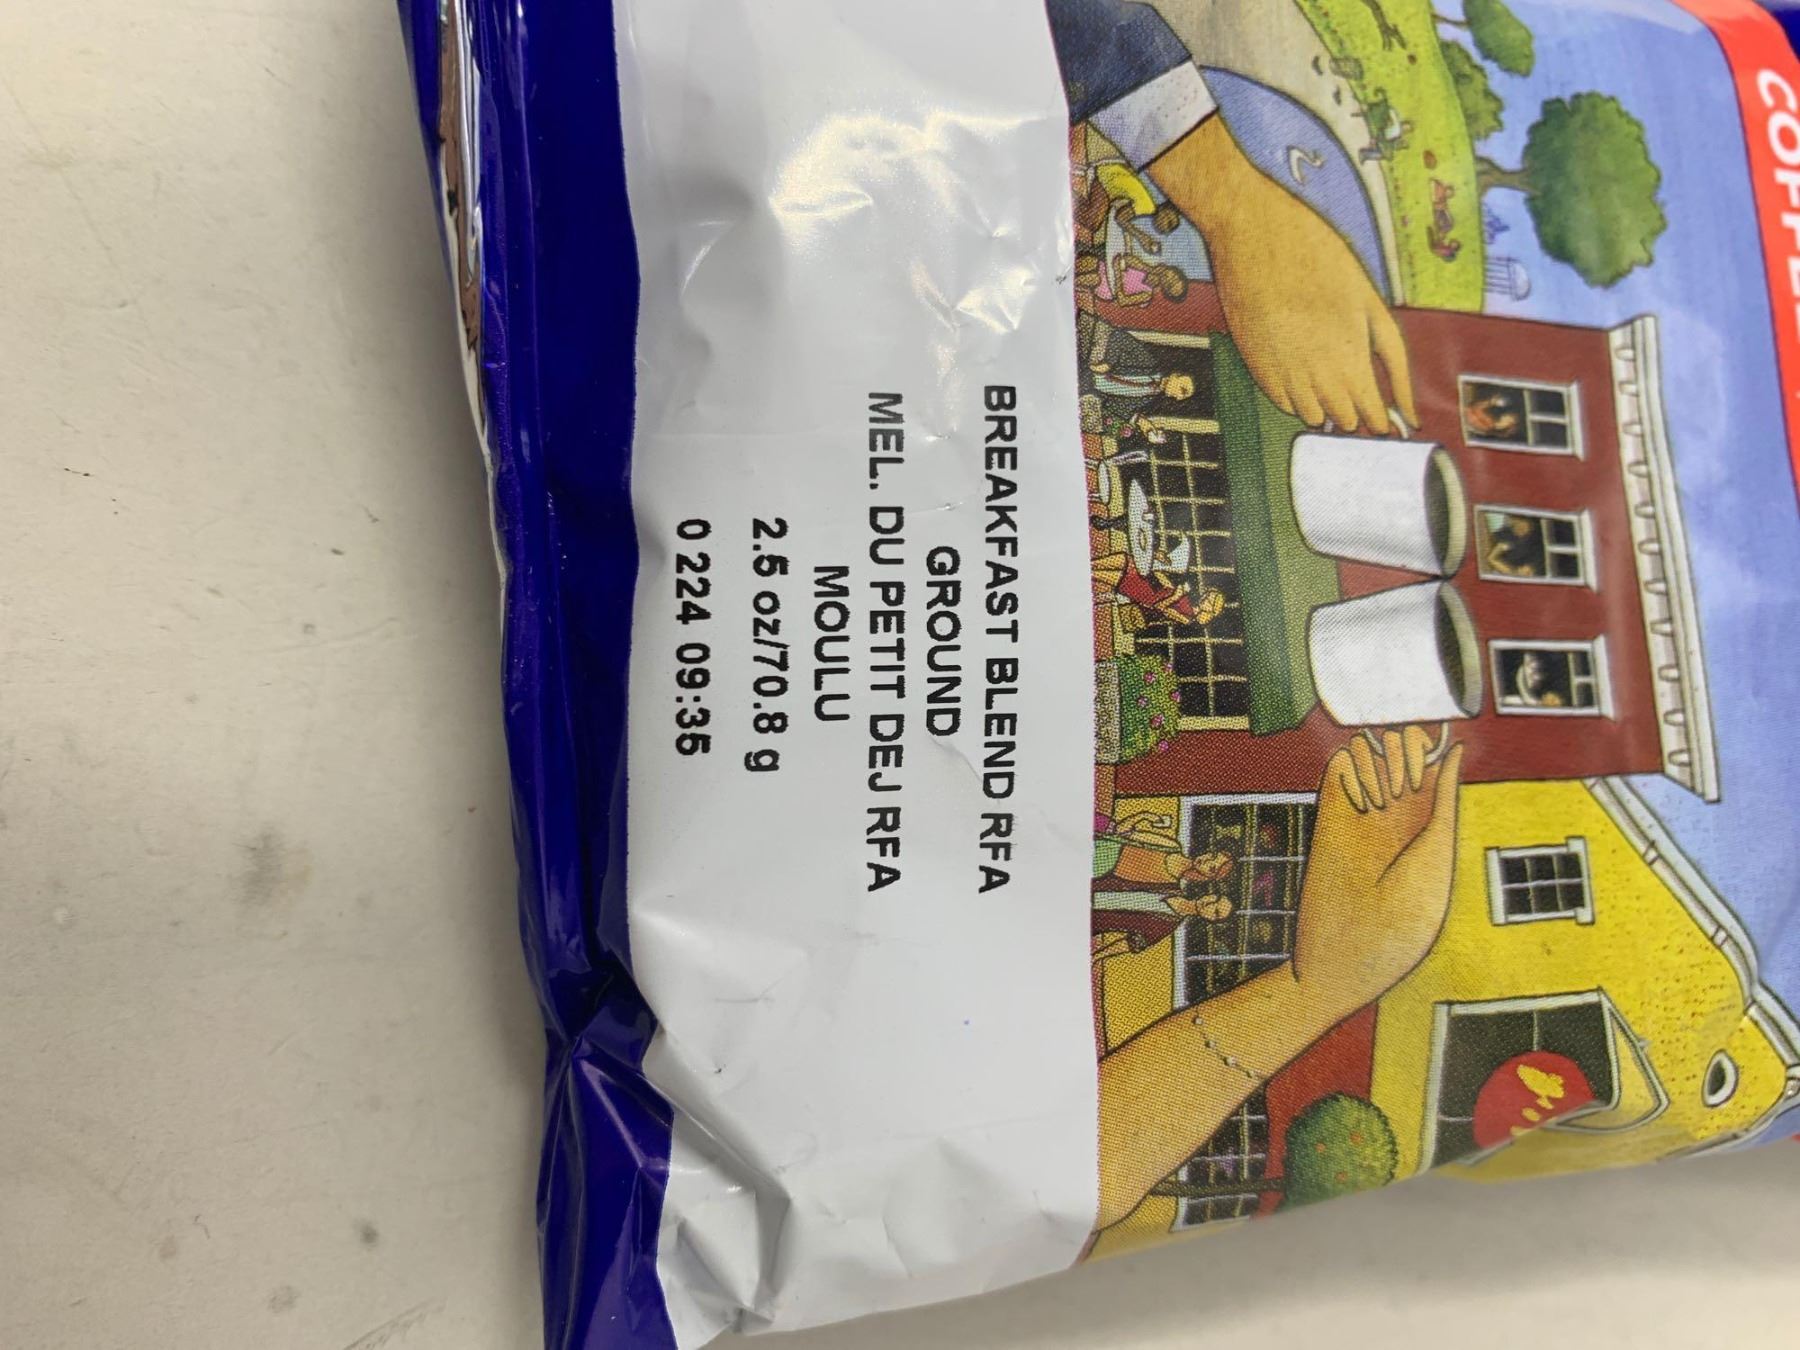 COFFEE
BREAKFAST BLEND RFA
GROUND
MEL. DU PETIT DEJ RFA
MOULU
2.5 oz/70.8 g
0 224 09:35